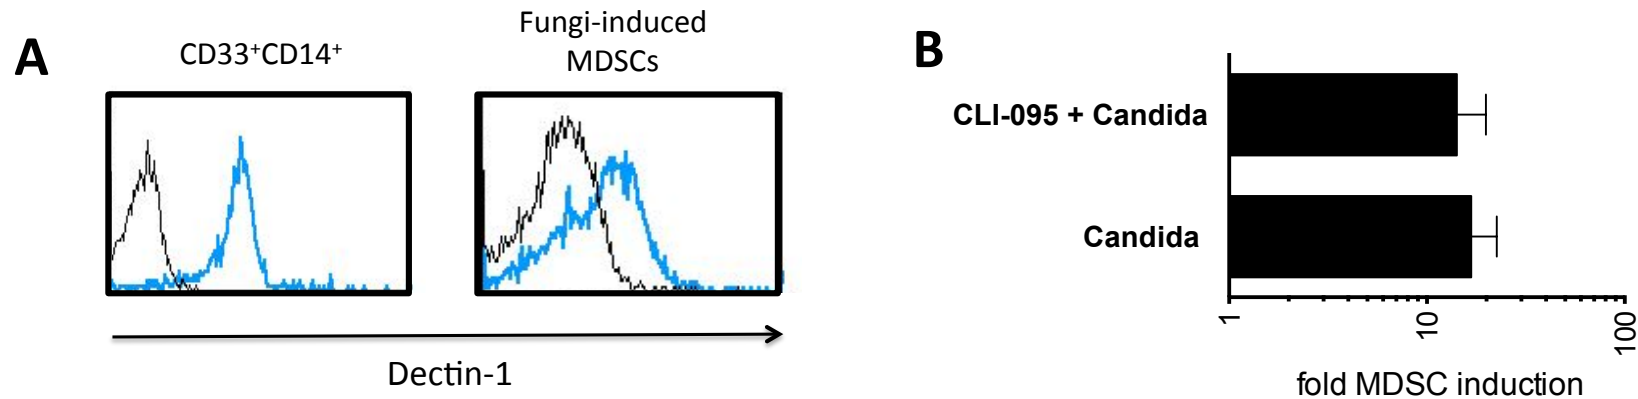 A
CD33⁺CD14⁺
Fungi-induced
MDSCs
Dectin-1
B
CLI-095 + Candida
Candida
1
10
100
fold MDSC induction